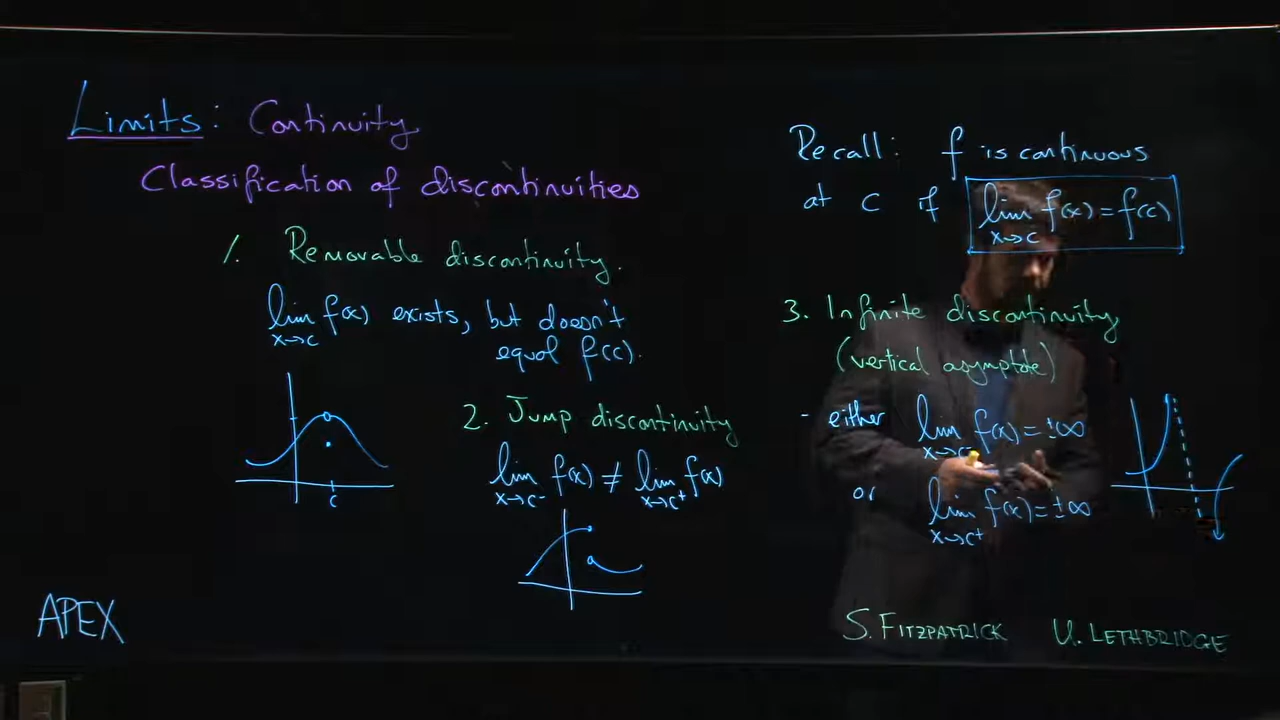 Limits: Continuity
Classification of discontinuities
1. Removable discontinuity.
lim f(x) exists, but doesn't
x→c
equal f(c).
c
2. Jump discontinuity
lim f(x) ≠ lim f(x)
x→c⁻ x→c⁺
APEX
Recall: f is continuous
at c if lim f(x) = f(c)
x→c
3. Infinite discontinuity
(vertical asymptote)
- either lim f(x) = ±∞
x→c⁻
or lim f(x) = ±∞
x→c⁺
S. FITZPATRICK U. LETHBRIDGE